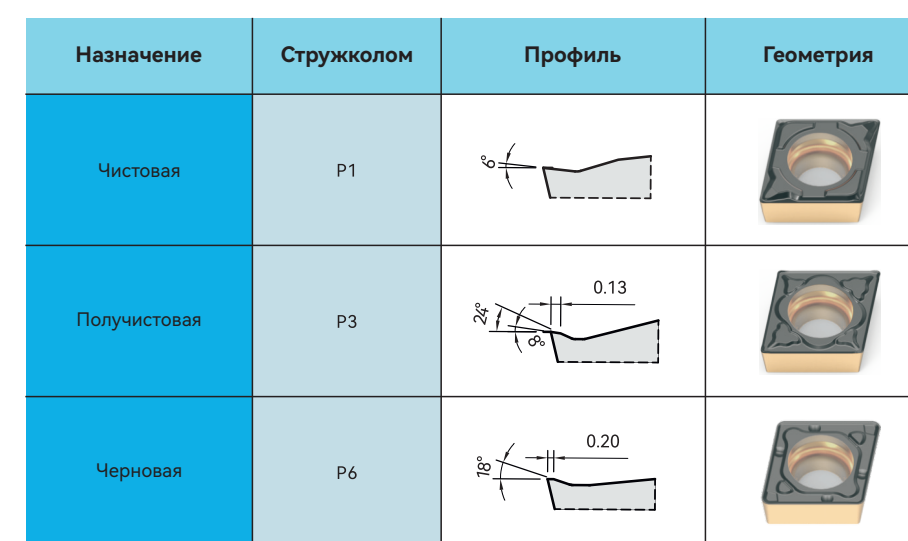 Назначение Стружколом Профиль Геометрия
Чистовая P1 6°
Получистовая P3 24° 8° 0.13
Черновая P6 18° 0.20